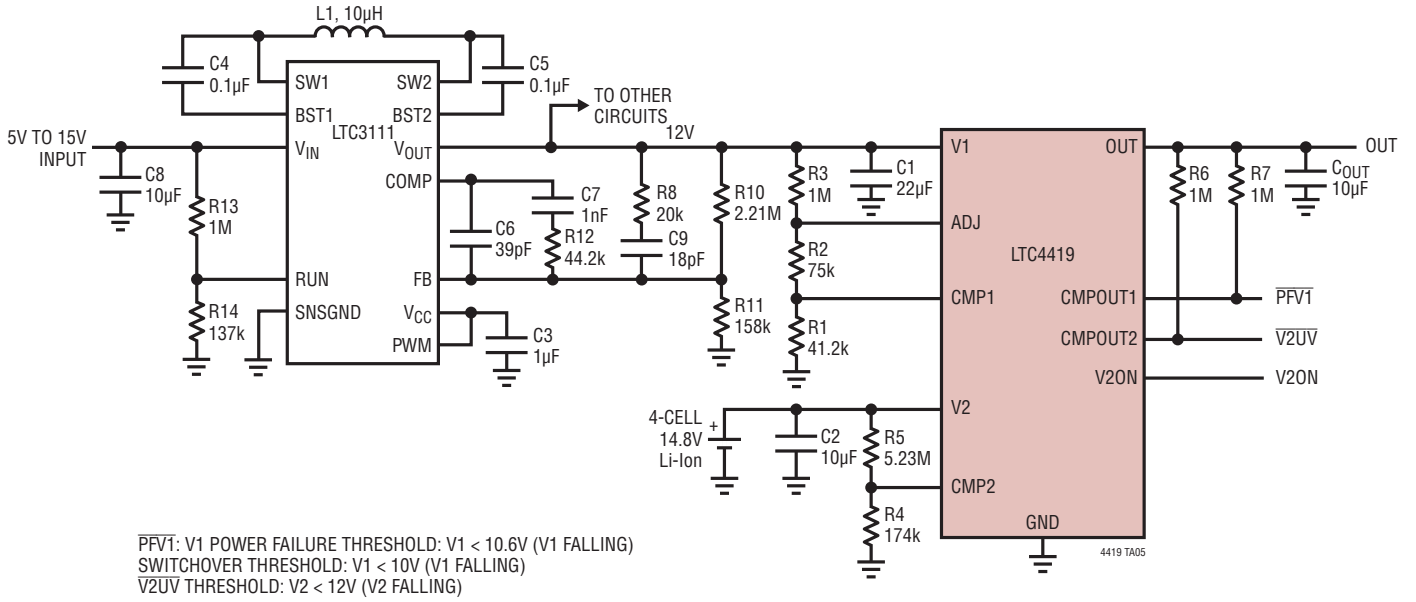 L1, 10µH
C4
0.1µF
C5
0.1µF
SW1
SW2
BST1
BST2
LTC3111
5V TO 15V
INPUT
VIN
VOUT
TO OTHER
CIRCUITS
12V
C8
10µF
R13
1M
COMP
C6
39pF
C7
1nF
R12
44.2k
R8
20k
C9
18pF
R10
2.21M
R3
1M
C1
22µF
R2
75k
R1
41.2k
RUN
FB
R14
137k
SNSGND
VCC
PWM
C3
1µF
R11
158k
V1
OUT
ADJ
LTC4419
CMP1
CMPOUT1
CMPOUT2
V2ON
V2
CMP2
GND
R6
1M
R7
1M
COUT
10µF
OUT
PFV1
V2UV
V2ON
4-CELL
14.8V
Li-Ion
+
C2
10µF
R5
5.23M
R4
174k
4419 TA05
PFV1: V1 POWER FAILURE THRESHOLD: V1 < 10.6V (V1 FALLING)
SWITCHOVER THRESHOLD: V1 < 10V (V1 FALLING)
V2UV THRESHOLD: V2 < 12V (V2 FALLING)